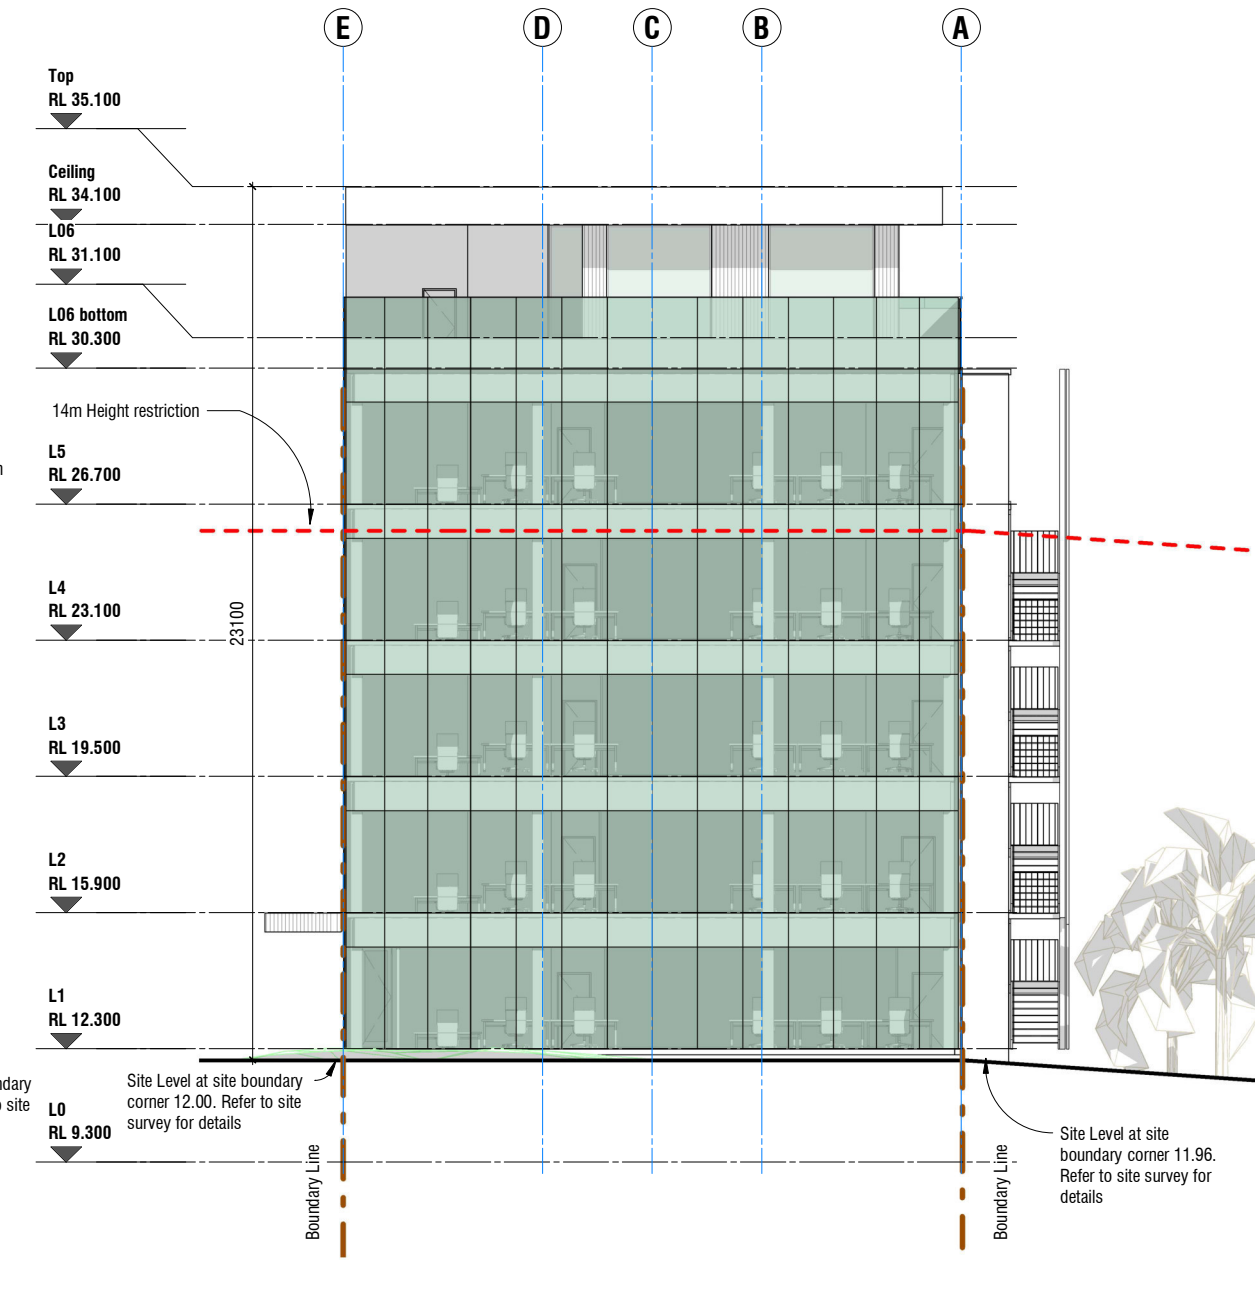 E
D
C
B
A
Top
RL 35.100
Ceiling
RL 34.100
L06
RL 31.100
L06 bottom
RL 30.300
14m Height restriction
L5
RL 26.700
L4
RL 23.100
23100
L3
RL 19.500
L2
RL 15.900
L1
RL 12.300
Site Level at site boundary
corner 12.00. Refer to site
survey for details
L0
RL 9.300
Boundary Line
Boundary Line
Site Level at site
boundary corner 11.96.
Refer to site survey for
details